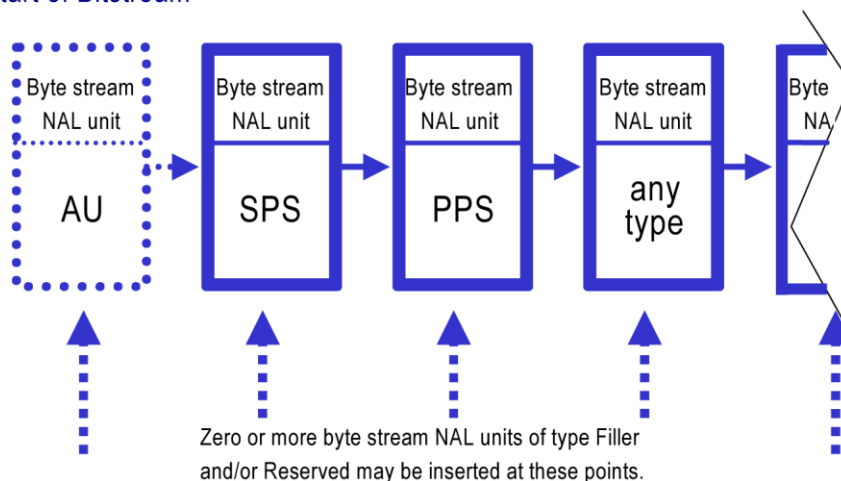 of Bitstream
Byte stream
NAL unit
AU
Byte stream
NAL unit
SPS
Byte stream
NAL unit
PPS
Byte stream
NAL unit
any
type
Byte
Zero or more byte stream NAL units of type Filler
and/or Reserved may be inserted at these points.